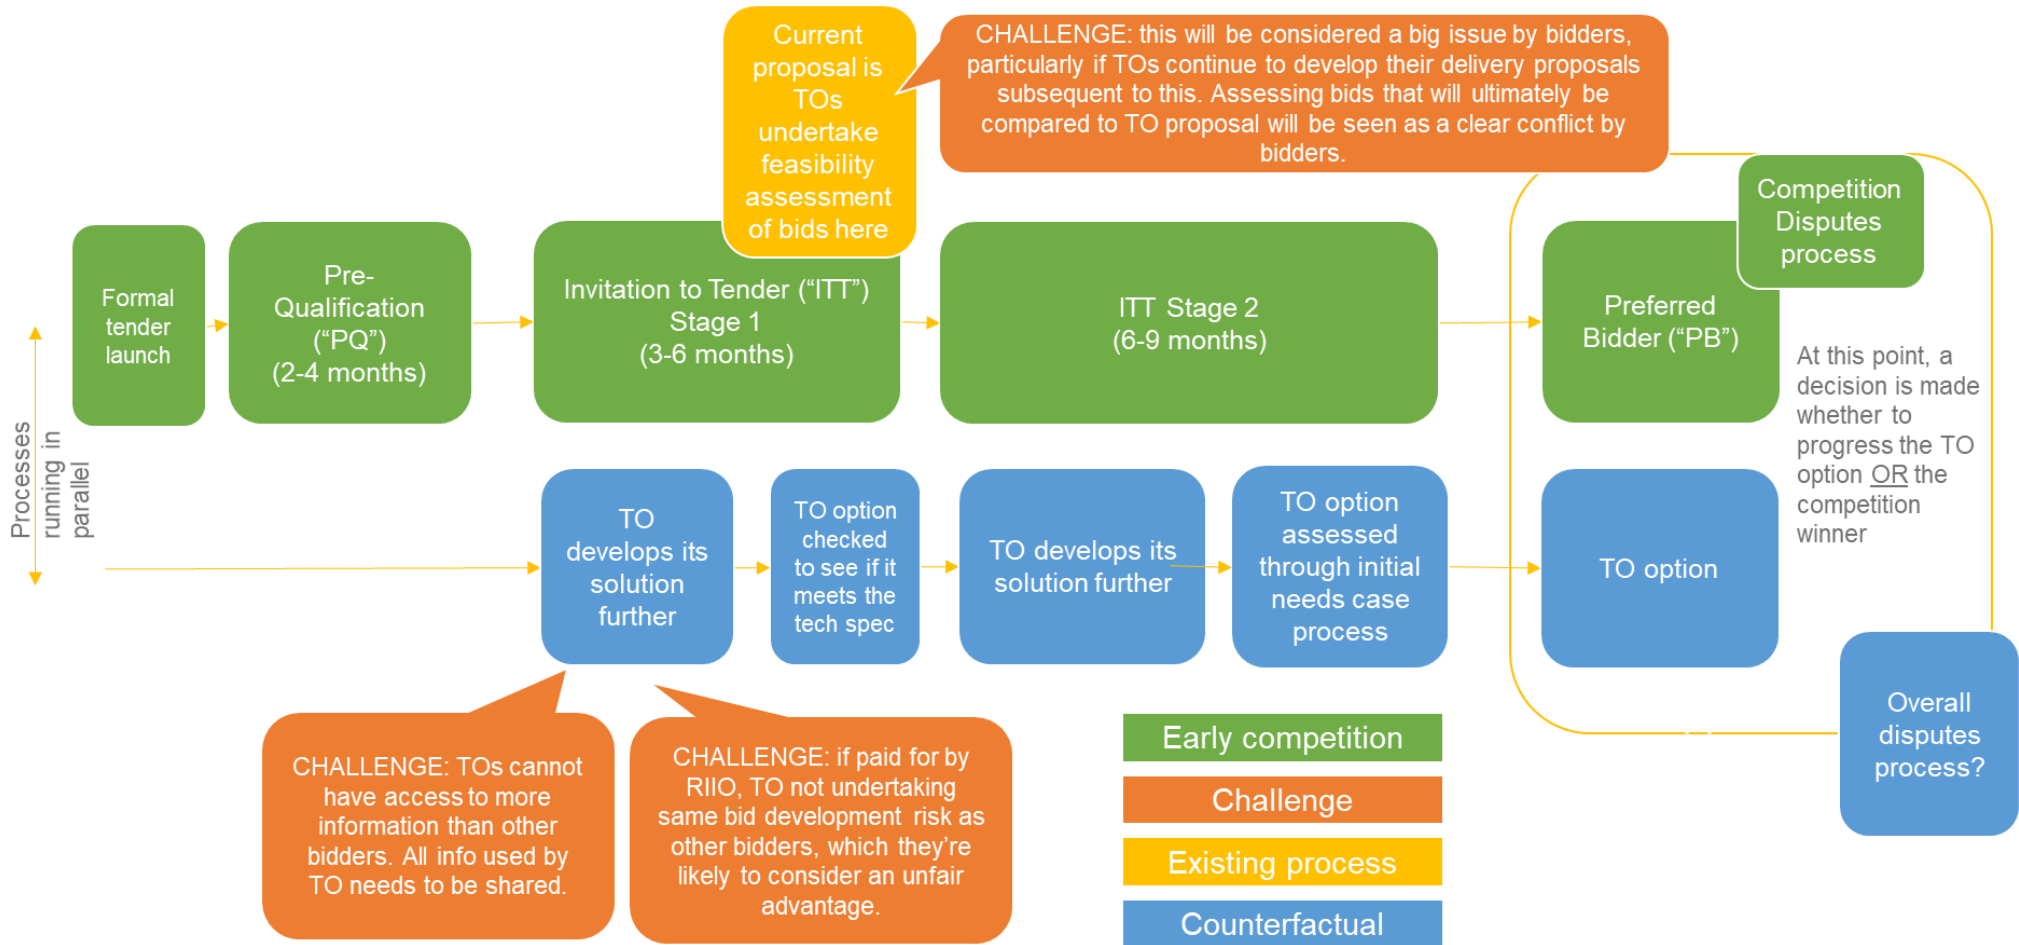 Current
proposal is
TOs
undertake
feasibility
assessment
of bids here
CHALLENGE: this will be considered a big issue by bidders,
particularly if TOs continue to develop their delivery proposals
subsequent to this. Assessing bids that will ultimately be
compared to TO proposal will be seen as a clear conflict by
bidders.
Competition
Disputes
process
Formal
tender
launch
Pre-
Qualification
(“PQ”)
(2-4 months)
Invitation to Tender (“ITT”)
Stage 1
(3-6 months)
ITT Stage 2
(6-9 months)
Preferred
Bidder (“PB”)
At this point, a
decision is made
whether to
progress the TO
option OR the
competition
winner
Processes
running in
parallel
TO
develops its
solution
further
TO option
checked
to see if it
meets the
tech spec
TO develops its
solution further
TO option
assessed
through initial
needs case
process
TO option
Overall
disputes
process?
CHALLENGE: TOs cannot
have access to more
information than other
bidders. All info used by
TO needs to be shared.
CHALLENGE: if paid for by
RIIO, TO not undertaking
same bid development risk as
other bidders, which they’re
likely to consider an unfair
advantage.
Early competition
Challenge
Existing process
Counterfactual